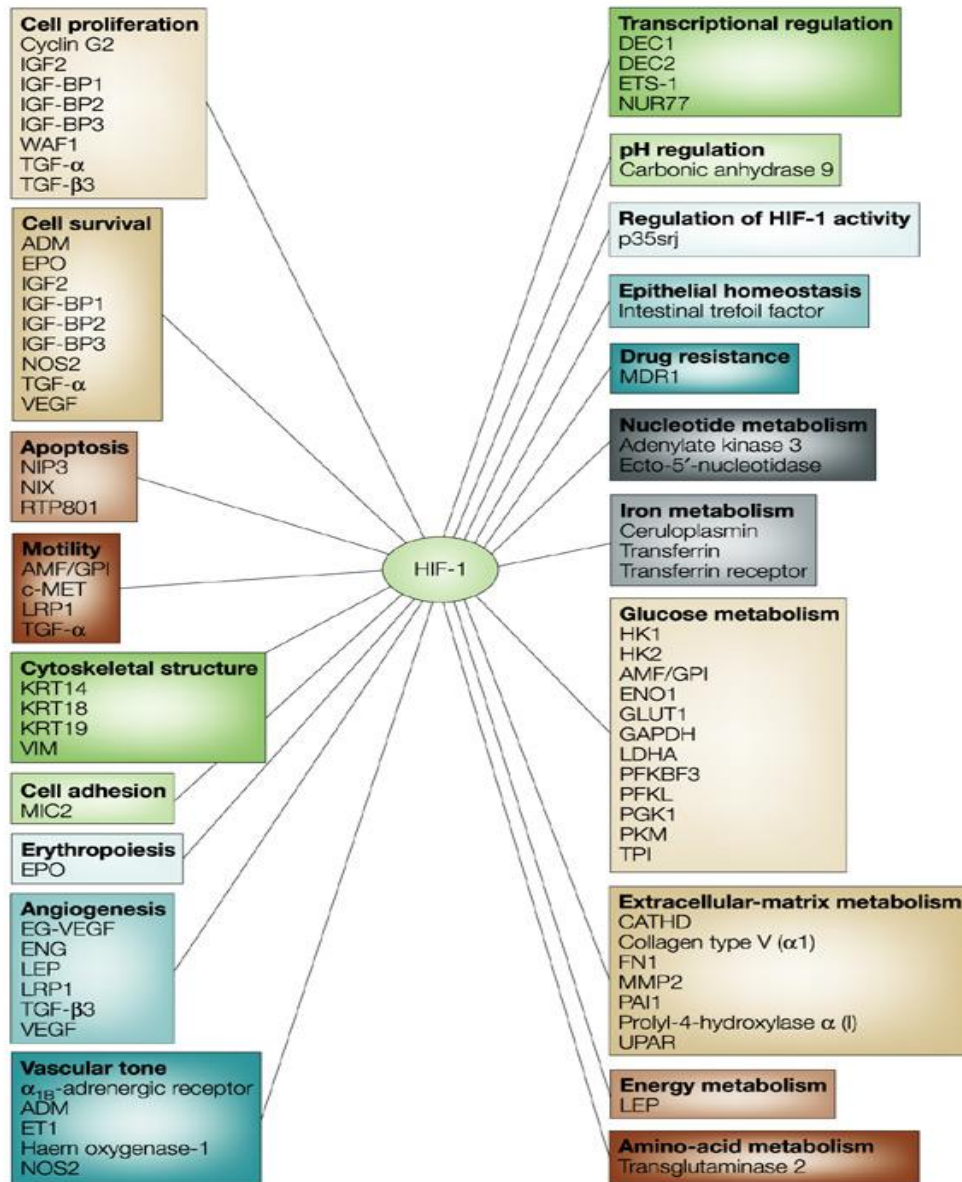 Cell proliferation
Cyclin G2
IGF2
IGF-BP1
IGF-BP2
IGF-BP3
WAF1
TGF-α
TGF-β3
Cell survival
ADM
EPO
IGF2
IGF-BP1
IGF-BP2
IGF-BP3
NOS2
TGF-α
VEGF
Apoptosis
NIP3
NIX
RTP801
Motility
AMF/GPI
c-MET
LRP1
TGF-α
Cytoskeletal structure
KRT14
KRT18
KRT19
VIM
Cell adhesion
MIC2
Erythropoiesis
EPO
Angiogenesis
EG-VEGF
ENG
LEP
LRP1
TGF-β3
VEGF
Vascular tone
α1B-adrenergic receptor
ADM
ET1
Haem oxygenase-1
NOS2
HIF-1
Transcriptional regulation
DEC1
DEC2
ETS-1
NUR77
pH regulation
Carbonic anhydrase 9
Regulation of HIF-1 activity
p35srj
Epithelial homeostasis
Intestinal trefoil factor
Drug resistance
MDR1
Nucleotide metabolism
Adenylate kinase 3
Ecto-5′-nucleotidase
Iron metabolism
Ceruloplasmin
Transferrin
Transferrin receptor
Glucose metabolism
HK1
HK2
AMF/GPI
ENO1
GLUT1
GAPDH
LDHA
PFKBF3
PFKL
PGK1
PKM
TPI
Extracellular-matrix metabolism
CATHD
Collagen type V (α1)
FN1
MMP2
PAI1
Prolyl-4-hydroxylase α (I)
UPAR
Energy metabolism
LEP
Amino-acid metabolism
Transglutaminase 2